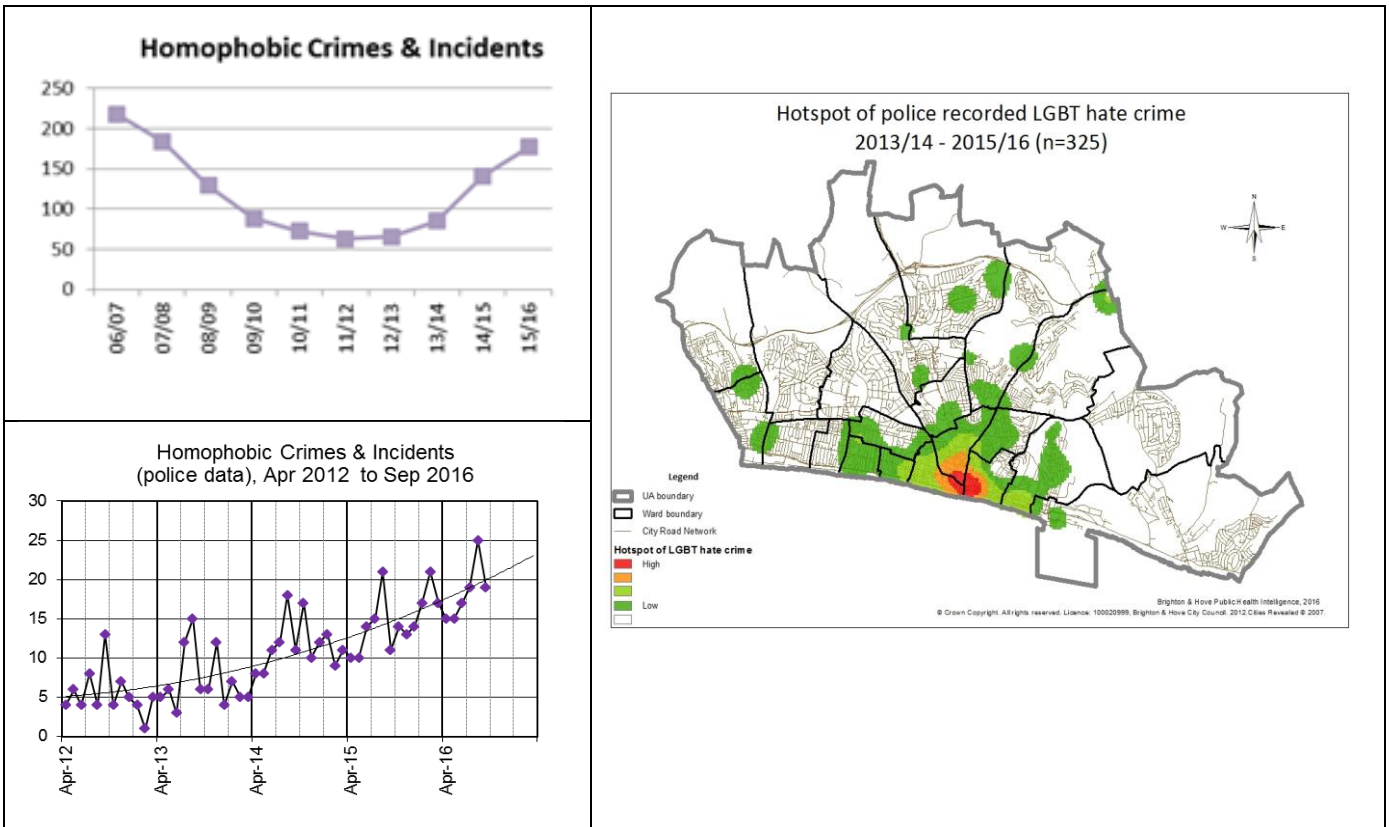 Homophobic Crimes & Incidents
250
200
150
100
50
0
06/07
07/08
08/09
09/10
10/11
11/12
12/13
13/14
14/15
15/16
Homophobic Crimes & Incidents
(police data), Apr 2012 to Sep 2016
30
25
20
15
10
5
0
Apr-12
Apr-13
Apr-14
Apr-15
Apr-16
Hotspot of police recorded LGBT hate crime
2013/14 - 2015/16 (n=325)
N
W
E
S
Legend
UA boundary
Ward boundary
City Road Network
Hotspot of LGBT hate crime
High
Low
Brighton & Hove Public Health Intelligence, 2016
© Crown Copyright. All rights reserved. Licence: 100020999, Brighton & Hove City Council. 2012.Cities Revealed © 2007.